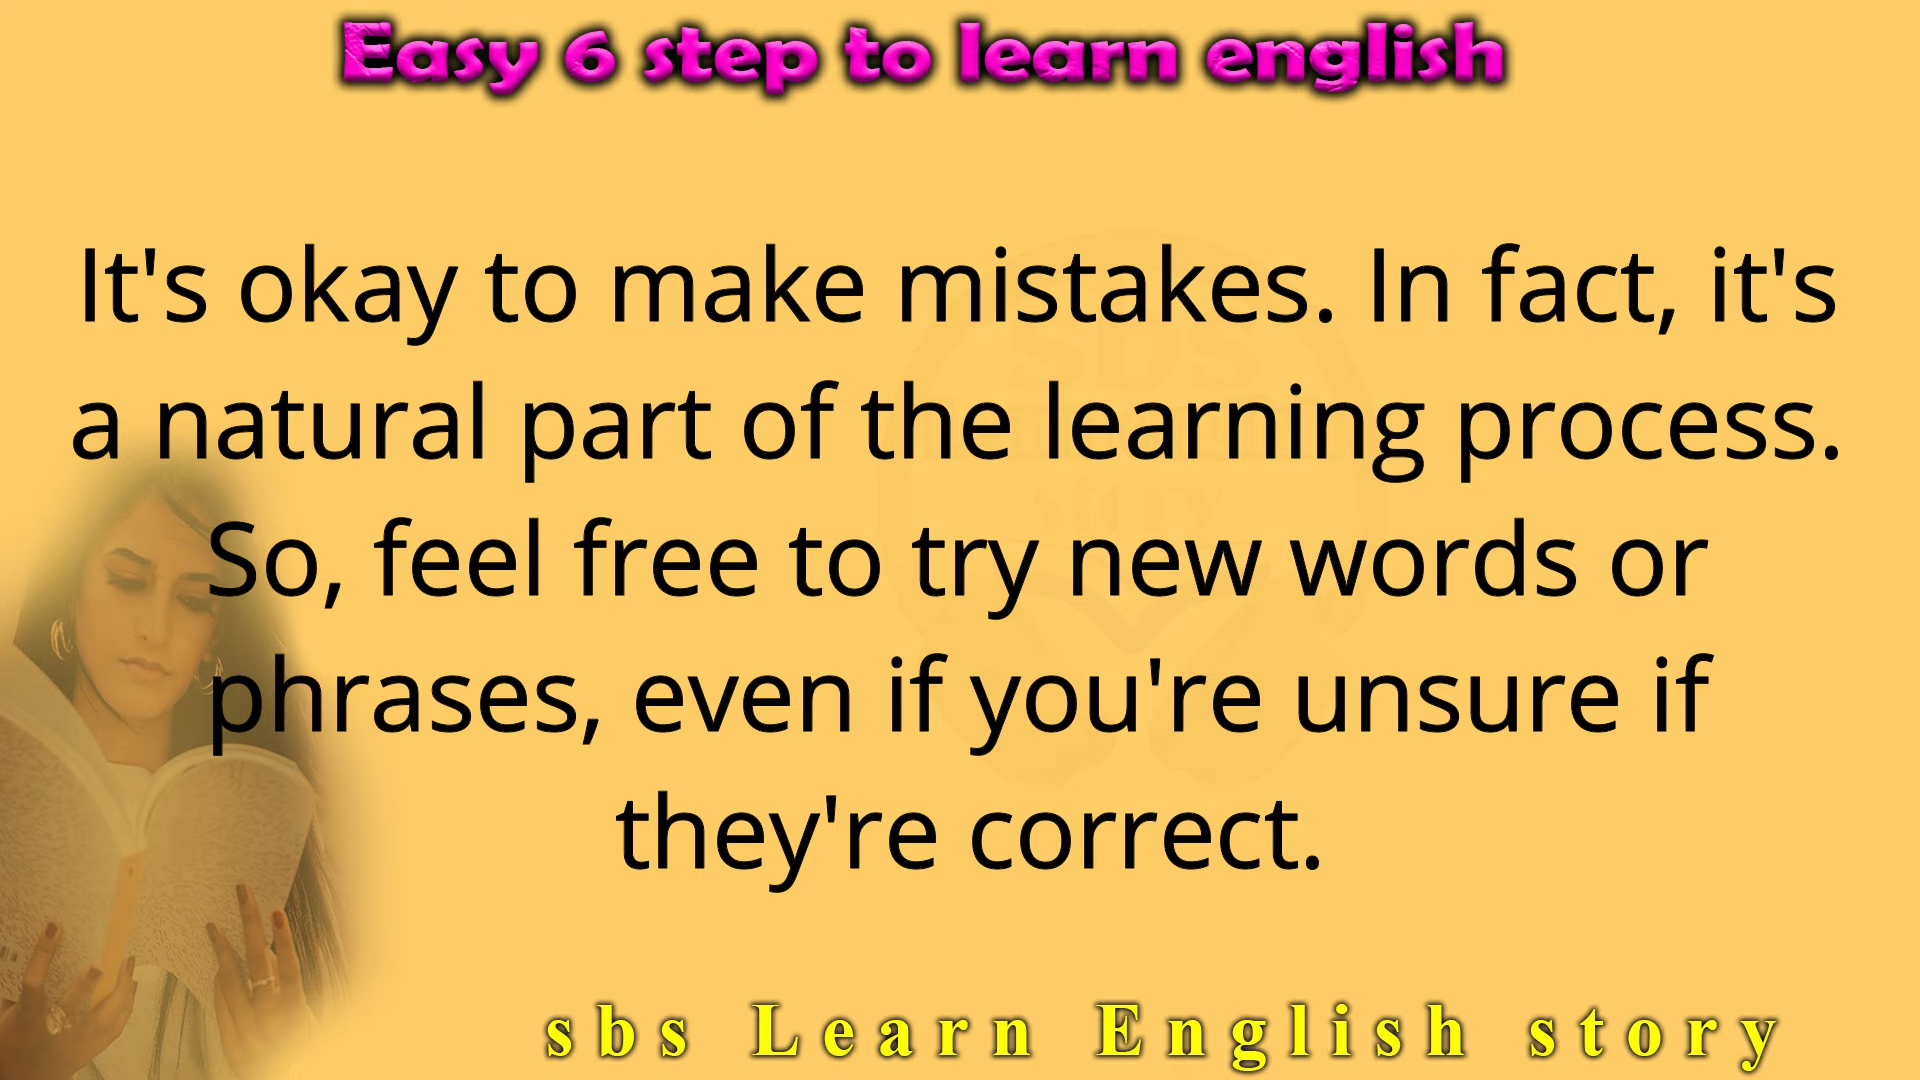 Easy 6 step to learn english
It's okay to make mistakes. In fact, it's
a natural part of the learning process.
So, feel free to try new words or
phrases, even if you're unsure if
they're correct.
sbs Learn English story